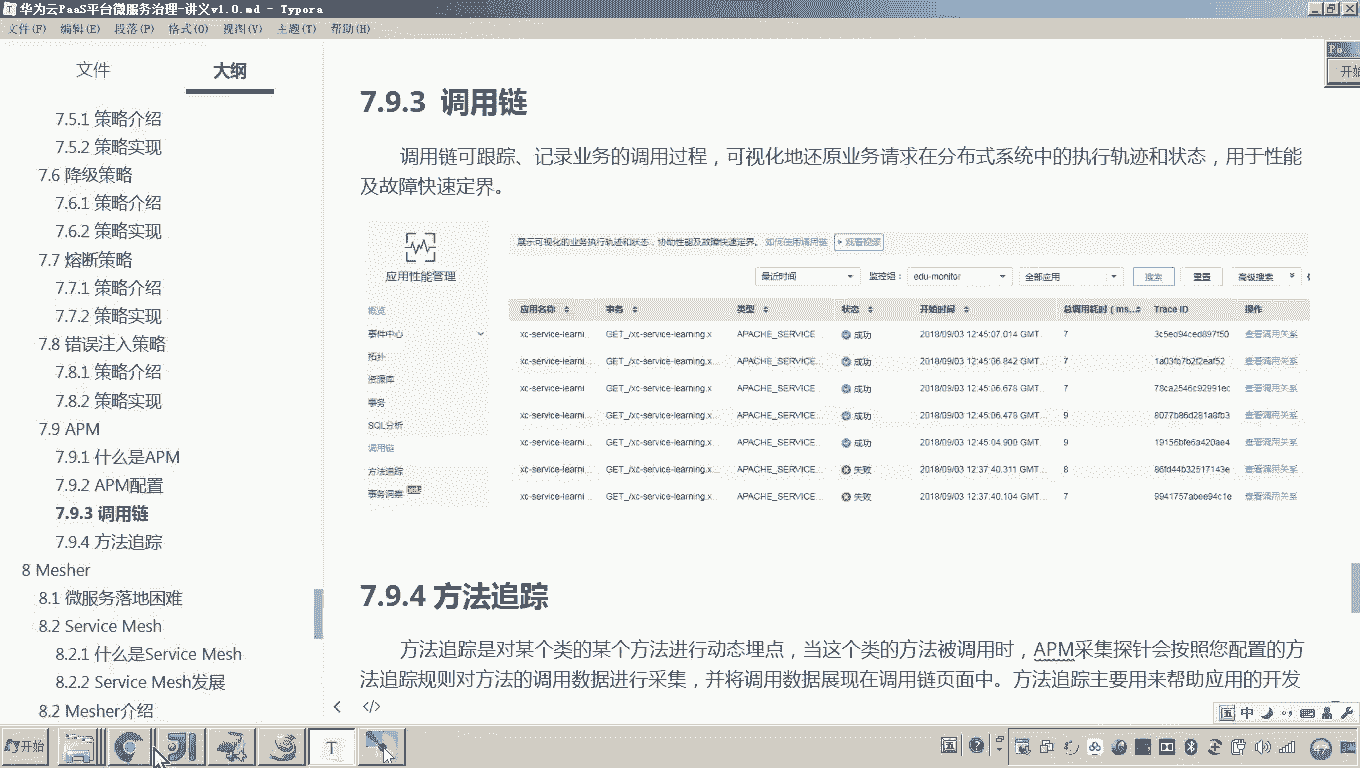 华为云PaaS平台微服务治理-讲义v1.0.md - Typora
文件(F) 编辑(E) 段落(P) 格式(O) 视图(V) 主题(T) 帮助(H)
文件 大纲
7.5.1 策略介绍
7.5.2 策略实现
7.6 降级策略
7.6.1 策略介绍
7.6.2 策略实现
7.7 熔断策略
7.7.1 策略介绍
7.7.2 策略实现
7.8 错误注入策略
7.8.1 策略介绍
7.8.2 策略实现
7.9 APM
7.9.1 什么是APM
7.9.2 APM配置
7.9.3 调用链
7.9.4 方法追踪
8 Mesher
8.1 微服务落地困难
8.2 Service Mesh
8.2.1 什么是Service Mesh
8.2.2 Service Mesh发展
8.2 Mesher介绍
7.9.3 调用链
调用链可跟踪、记录业务的调用过程，可视化地还原业务请求在分布式系统中的执行轨迹和状态，用于性能
及故障快速定界。
应用性能管理
概览
事件中心
拓扑
资源库
事务
SQL分析
调用链
方法追踪
事务洞察
展示可视化的业务执行轨迹和状态，协助性能及故障快速定界。 如何使用调用链 观看视频
最近时间 监控组： edu-monitor 全部应用 搜索 重置 高级搜索
应用名称 事务 类型 状态 开始时间 总调用耗时 ( ms... Trace ID 操作
xc-service-learni... GET_/xc-service-learning.x... APACHE_SERVICE... 成功 2018/09/03 12:45:07.014 GMT... 7 3c5ed94ced897f50 查看调用关系
xc-service-learni... GET_/xc-service-learning.x... APACHE_SERVICE... 成功 2018/09/03 12:45:06.842 GMT... 7 1a03fb7b2f2eaf52 查看调用关系
xc-service-learni... GET_/xc-service-learning.x... APACHE_SERVICE... 成功 2018/09/03 12:45:06.678 GMT... 7 78ca2546c92991ec 查看调用关系
xc-service-learni... GET_/xc-service-learning.x... APACHE_SERVICE... 成功 2018/09/03 12:45:06.478 GMT... 9 8077b86d281a8fb3 查看调用关系
xc-service-learni... GET_/xc-service-learning.x... APACHE_SERVICE... 成功 2018/09/03 12:45:04.900 GMT... 9 19156bfe6a420ae4 查看调用关系
xc-service-learni... GET_/xc-service-learning.x... APACHE_SERVICE... 失败 2018/09/03 12:37:40.311 GMT... 8 86fd44b32517143e 查看调用关系
xc-service-learni... GET_/xc-service-learning.x... APACHE_SERVICE... 失败 2018/09/03 12:37:40.104 GMT... 7 9941757abee94c1e 查看调用关系
7.9.4 方法追踪
方法追踪是对某个类的某个方法进行动态埋点，当这个类的方法被调用时，APM采集探针会按照您配置的方
法追踪规则对方法的调用数据进行采集，并将调用数据展现在调用链页面中。方法追踪主要用来帮助应用的开发
开始
五 中
开始
T
五